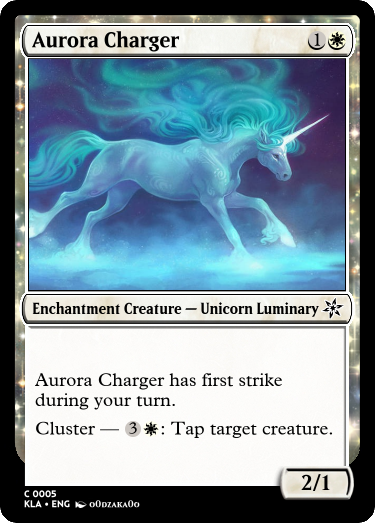 Aurora Charger 1
Enchantment Creature — Unicorn Luminary
Aurora Charger has first strike
during your turn.
Cluster — 3 : Tap target creature.
2/1
C 0005
KLA • ENG o0DZAKA0o